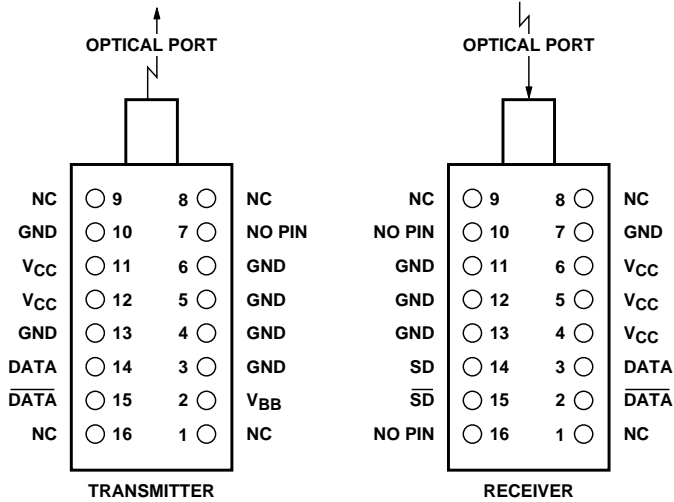 OPTICAL PORT OPTICAL PORT
NC 9 8 NC NC 9 8 NC
GND 10 7 NO PIN NO PIN 10 7 GND
VCC 11 6 GND GND 11 6 VCC
VCC 12 5 GND GND 12 5 VCC
GND 13 4 GND GND 13 4 VCC
DATA 14 3 GND SD 14 3 DATA
D̅A̅T̅A̅ 15 2 VBB S̅D̅ 15 2 D̅A̅T̅A̅
NC 16 1 NC NO PIN 16 1 NC
TRANSMITTER RECEIVER